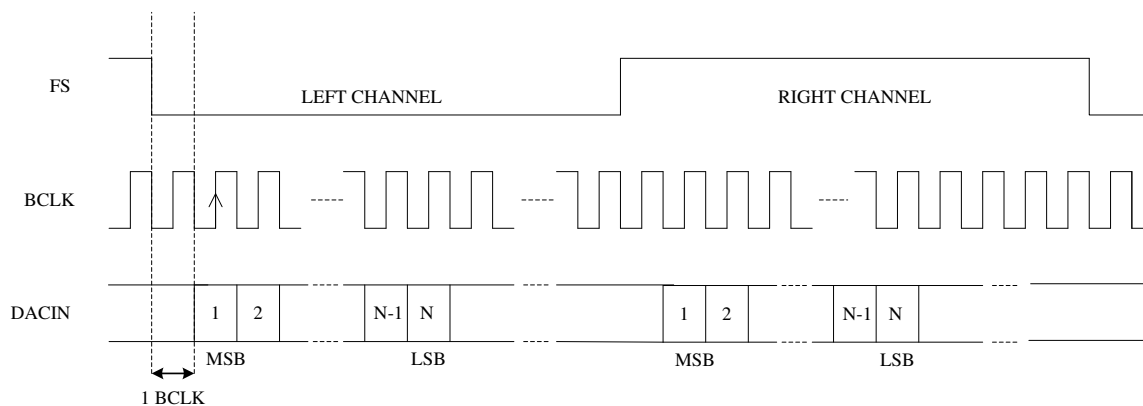 FS
LEFT CHANNEL
RIGHT CHANNEL
BCLK
DACIN
1 2 N-1 N 1 2 N-1 N
MSB LSB MSB LSB
1 BCLK